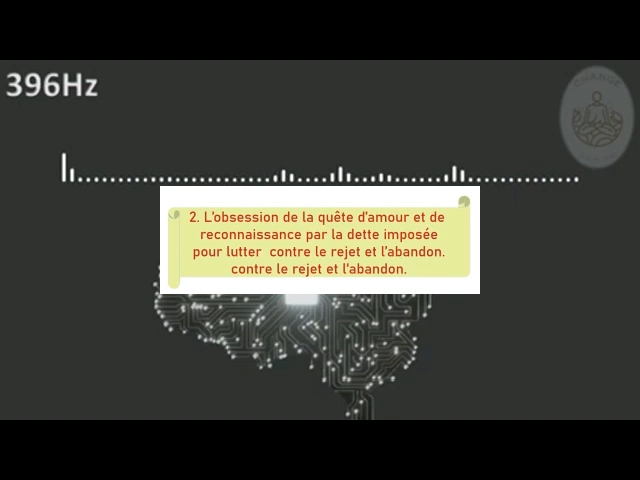 396Hz
CHANGE
2. L'obsession de la quête d'amour et de
reconnaissance par la dette imposée
pour lutter contre le rejet et l'abandon.
contre le rejet et l'abandon.